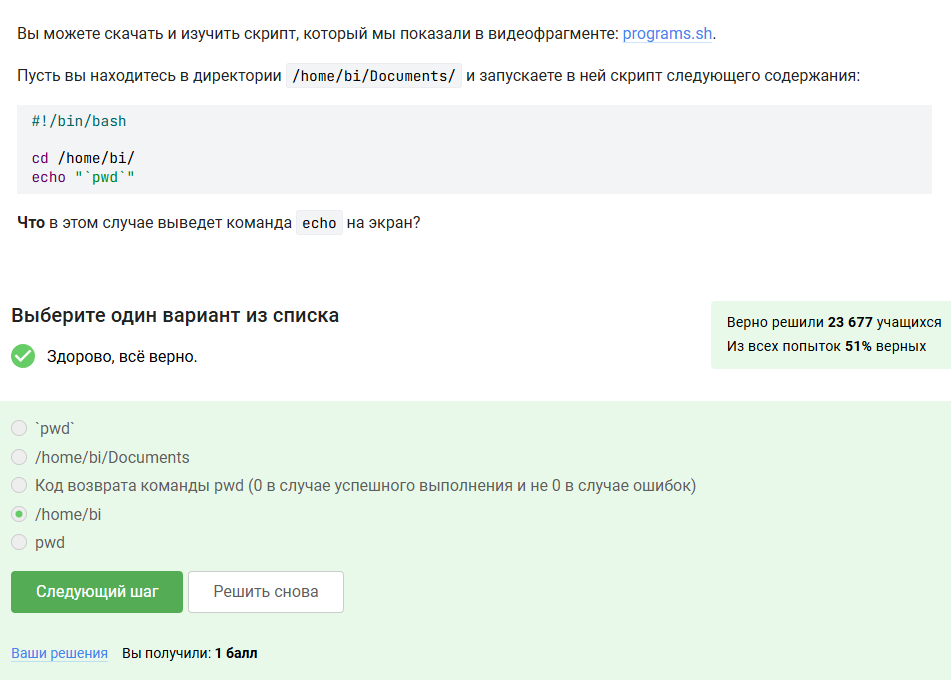 Вы можете скачать и изучить скрипт, который мы показали в видеофрагменте: programs.sh.
Пусть вы находитесь в директории /home/bi/Documents/ и запускаете в ней скрипт следующего содержания:
#!/bin/bash
cd /home/bi/
echo "`pwd`"
Что в этом случае выведет команда echo на экран?
Выберите один вариант из списка
Здорово, всё верно.
Верно решили 23 677 учащихся
Из всех попыток 51% верных
`pwd`
/home/bi/Documents
Код возврата команды pwd (0 в случае успешного выполнения и не 0 в случае ошибок)
/home/bi
pwd
Следующий шаг
Решить снова
Ваши решения Вы получили: 1 балл